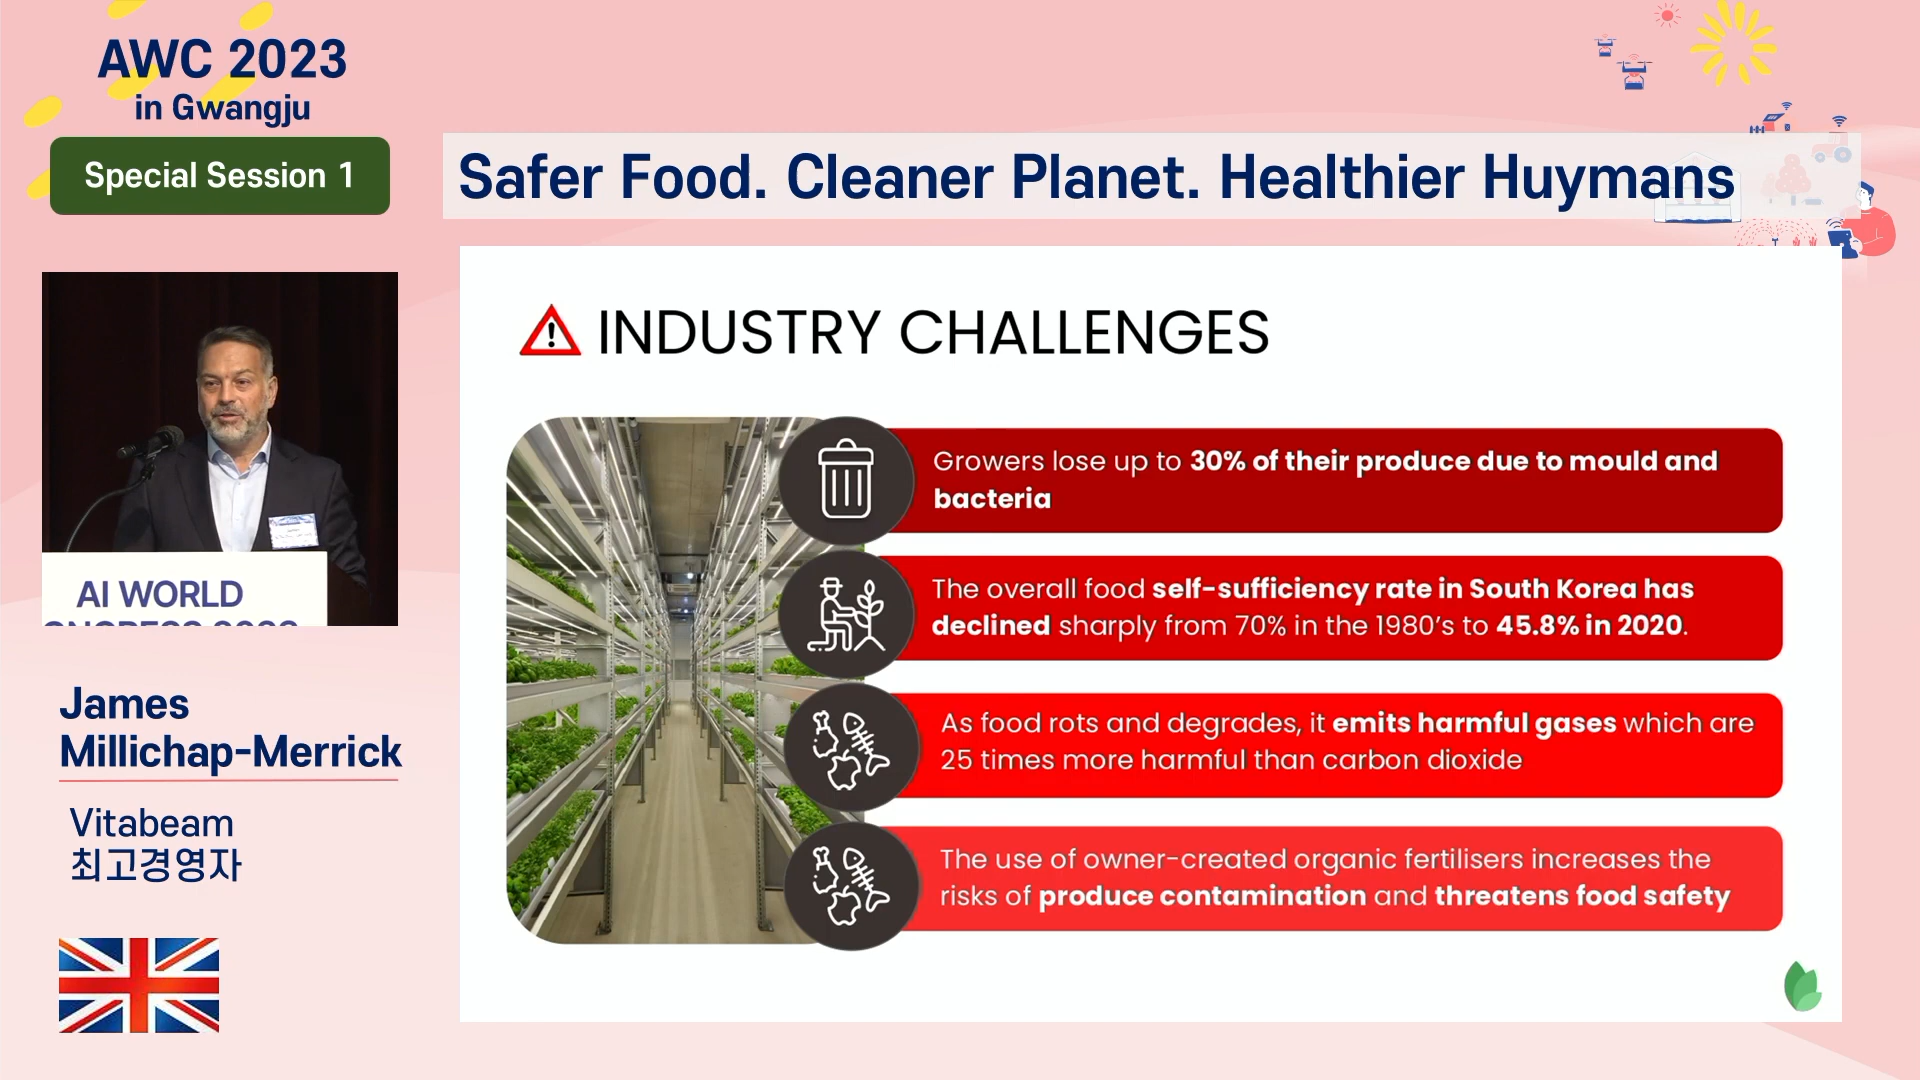 AWC 2023
in Gwangju
Special Session 1
Safer Food. Cleaner Planet. Healthier Huymans
INDUSTRY CHALLENGES
Growers lose up to 30% of their produce due to mould and
bacteria
The overall food self-sufficiency rate in South Korea has
declined sharply from 70% in the 1980's to 45.8% in 2020.
As food rots and degrades, it emits harmful gases which are
25 times more harmful than carbon dioxide
The use of owner-created organic fertilisers increases the
risks of produce contamination and threatens food safety
AI WORLD
James
Millichap-Merrick
Vitabeam
최고경영자